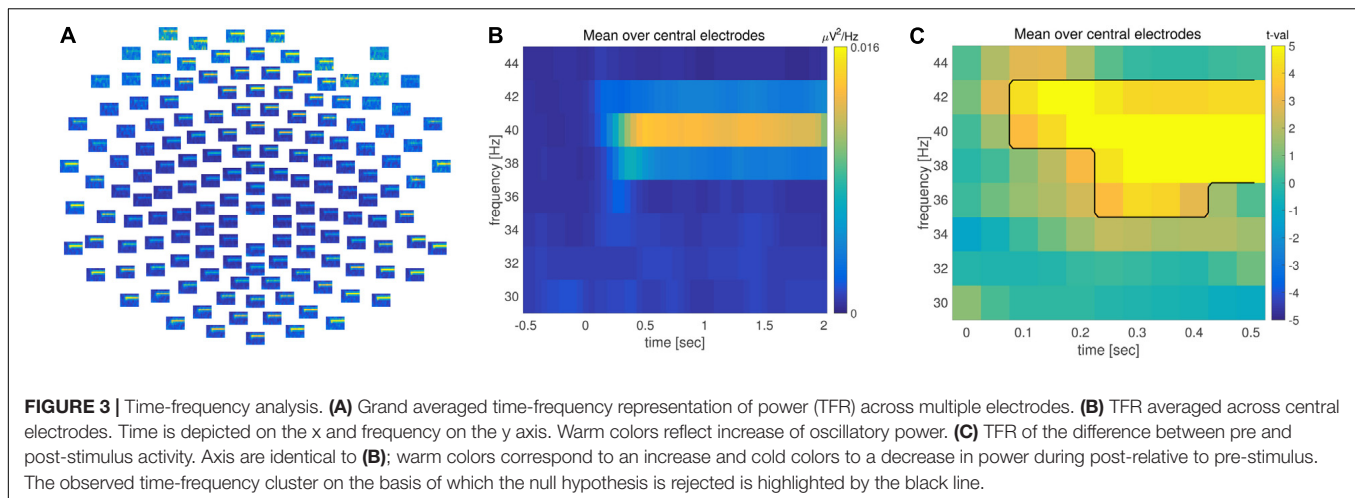 A
B
Mean over central electrodes
μV²/Hz
0.016
44
42
40
38
36
34
32
30
frequency [Hz]
0
-0.5
0
0.5
1
1.5
2
time [sec]
C
Mean over central electrodes
t-val
44
42
40
39
36
34
32
30
frequency [Hz]
5
4
3
2
1
0
-1
-2
-3
-4
-5
0
0.1
0.2
0.3
0.4
0.5
time [sec]
FIGURE 3 | Time-frequency analysis. (A) Grand averaged time-frequency representation of power (TFR) across multiple electrodes. (B) TFR averaged across central
electrodes. Time is depicted on the x and frequency on the y axis. Warm colors reflect increase of oscillatory power. (C) TFR of the difference between pre and
post-stimulus activity. Axis are identical to (B); warm colors correspond to an increase and cold colors to a decrease in power during post-relative to pre-stimulus.
The observed time-frequency cluster on the basis of which the null hypothesis is rejected is highlighted by the black line.